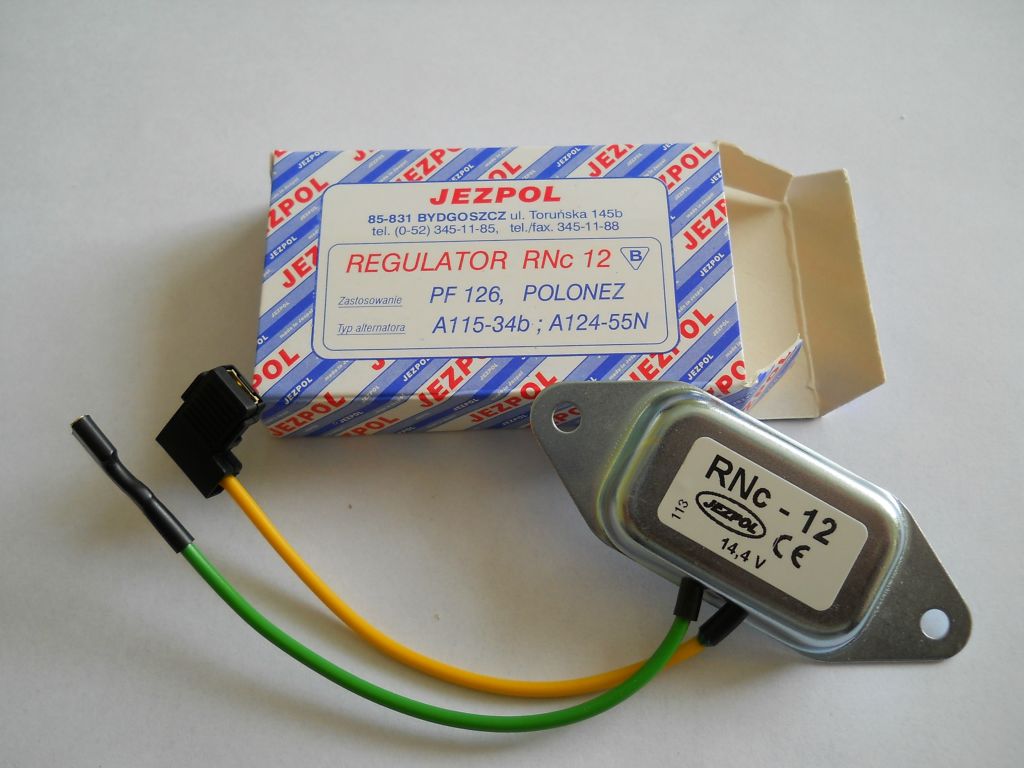 JEZPOL
85-831 BYDGOSZCZ ul. Toruńska 145b
tel. (0-52) 345-11-85, tel./fax. 345-11-88
REGULATOR RNc 12 B
Zastosowanie PF 126, POLONEZ
Typ alternatora A115-34b ; A124-55N
RNc - 12
113 JEZPOL CE
14,4 V